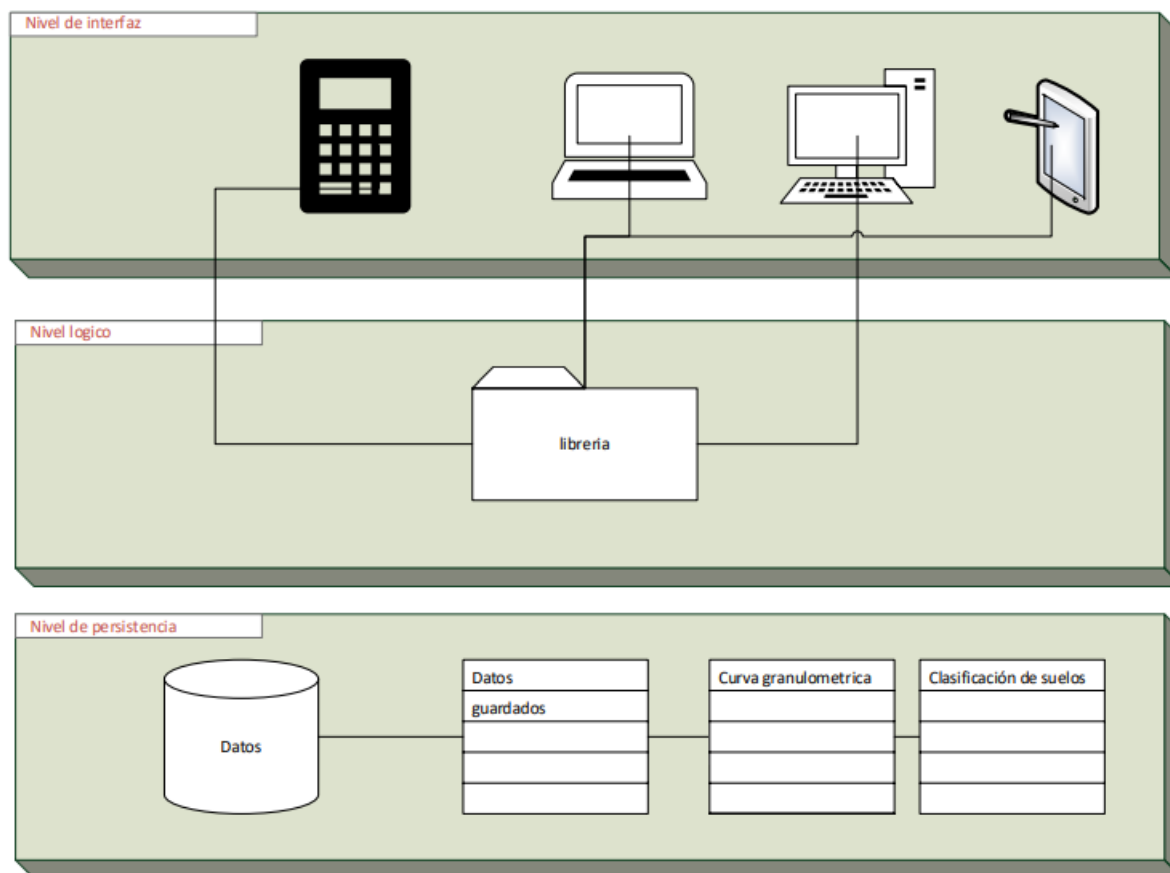 Nivel de interfaz
Nivel logico
libreria
Nivel de persistencia
Datos
Datos
guardados
Curva granulometrica
Clasificación de suelos